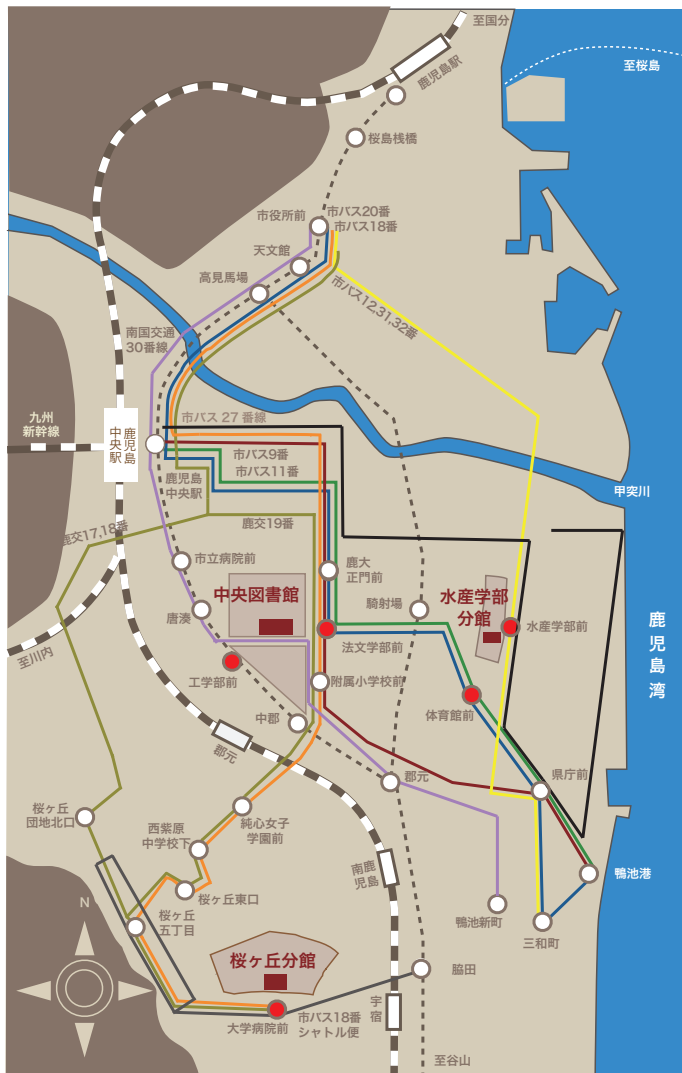 至国分
至桜島
鹿児島駅
桜島桟橋
市役所前
市バス20番
市バス18番
天文館
高見馬場
市バス12,31,32番
南国交通
30番線
九州
新幹線
鹿児島
中央駅
市バス 27 番線
市バス9番
市バス11番
鹿児島
中央駅
甲突川
鹿交17,18番
鹿交19番
市立病院前
鹿大
正門前
中央図書館
水産学部
分館
騎射場
唐湊
水産学部前
法文学部前
鹿児島湾
至川内
工学部前
附属小学校前
体育館前
中郡
郡元
郡元
県庁前
桜ヶ丘
団地北口
西紫原
中学校下
純心女子
学園前
南鹿
児島
鴨池港
桜ヶ丘東口
N
桜ヶ丘
五丁目
鴨池新町
三和町
桜ヶ丘分館
脇田
宇宿
大学病院前
市バス18番
シャトル便
至谷山